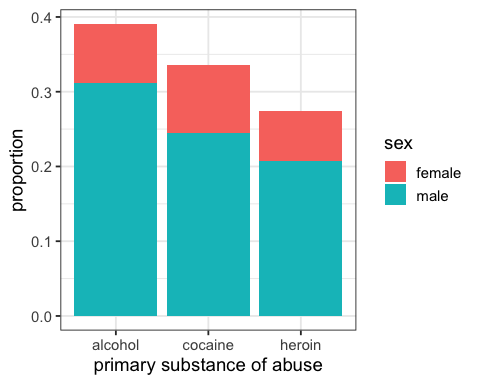 0.4
0.3
0.2
0.1
0.0
proportion
alcohol cocaine heroin
primary substance of abuse
sex
female
male